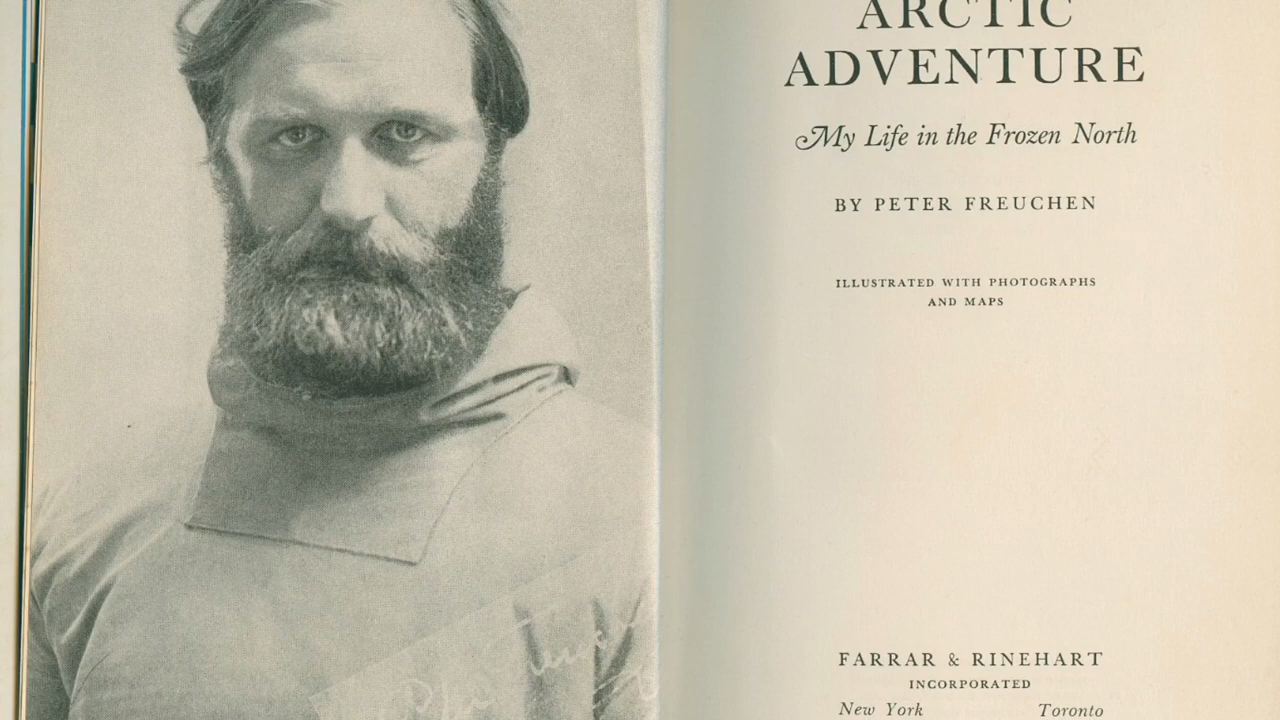 ARCTIC
ADVENTURE
My Life in the Frozen North
BY PETER FREUCHEN
ILLUSTRATED WITH PHOTOGRAPHS
AND MAPS
FARRAR & RINEHART
INCORPORATED
New York Toronto